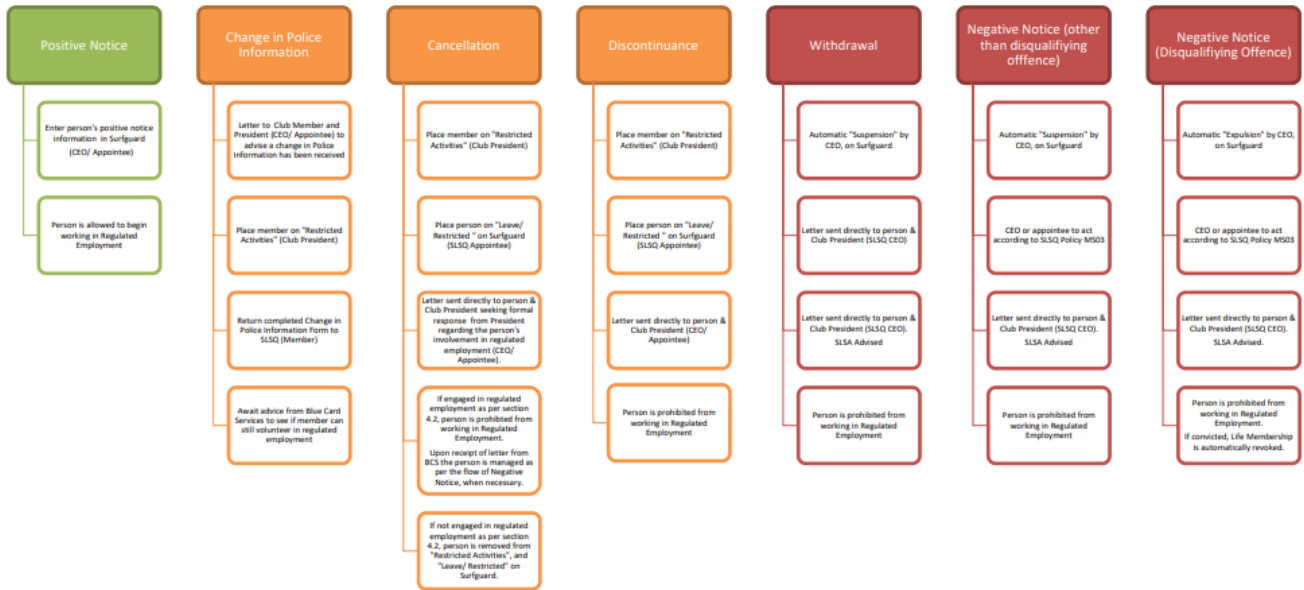 Positive Notice
Enter person's positive notice
information in Surfguard
(CEO/ Appointee)
Person is allowed to begin
working in Regulated
Employment
Change in Police
Information
Letter to Club Member and
President (CEO/ Appointee) to
advise a change in Police
Information has been received
Place member on "Restricted
Activities" (Club President)
Return completed Change in
Police Information Form to
SLSQ (Member)
Await advice from Blue Card
Services to see if member can
still volunteer in regulated
employment
Cancellation
Place member on "Restricted
Activities" (Club President)
Place person on "Leave/
Restricted " on Surfguard
(SLSQ Appointee)
Letter sent directly to person &
Club President seeking formal
response from President
regarding the person's
involvement in regulated
employment (CEO/
Appointee).
If engaged in regulated
employment as per section
4.2, person is prohibted from
working in Regulated
Employment.
Upon receipt of letter from
BCS the person is managed as
per the flow of Negative
Notice, when necessary.
If not engaged in regulated
employment as per section
4.2, person is removed from
"Restricted Activities", and
"Leave/ Restricted" on
Surfguard.
Discontinuance
Place member on "Restricted
Activities" (Club President)
Place person on "Leave/
Restricted " on Surfguard
(SLSQ Appointee)
Letter sent directly to person &
Club President (CEO/
Appointee)
Person is prohibited from
working in Regulated
Employment
Withdrawal
Automatic "Suspension" by
CEO, on Surfguard
Letter sent directly to person &
Club President (SLSQ CEO)
Letter sent directly to person &
Club President (SLSQ CEO).
SLSA Advised
Person is prohibited from
working in Regulated
Employment
Negative Notice (other
than disqualifiying
offfence)
Automatic "Suspension" by
CEO, on Surfguard
CEO or appointee to act
according to SLSQ Policy MS03
Letter sent directly to person &
Club President (SLSQ CEO).
SLSA Advised
Person is prohibited from
working in Regulated
Employment
Negative Notice
(Disqualifiying Offence)
Automatic "Expulsion" by CEO,
on Surfguard
CEO or appointee to act
according to SLSQ Policy MS03
Letter sent directly to person &
Club President (SLSQ CEO).
SLSA Advised.
Person is prohibited from
working in Regulated
Employment.
If convicted, Life Membership
is automatically revoked.